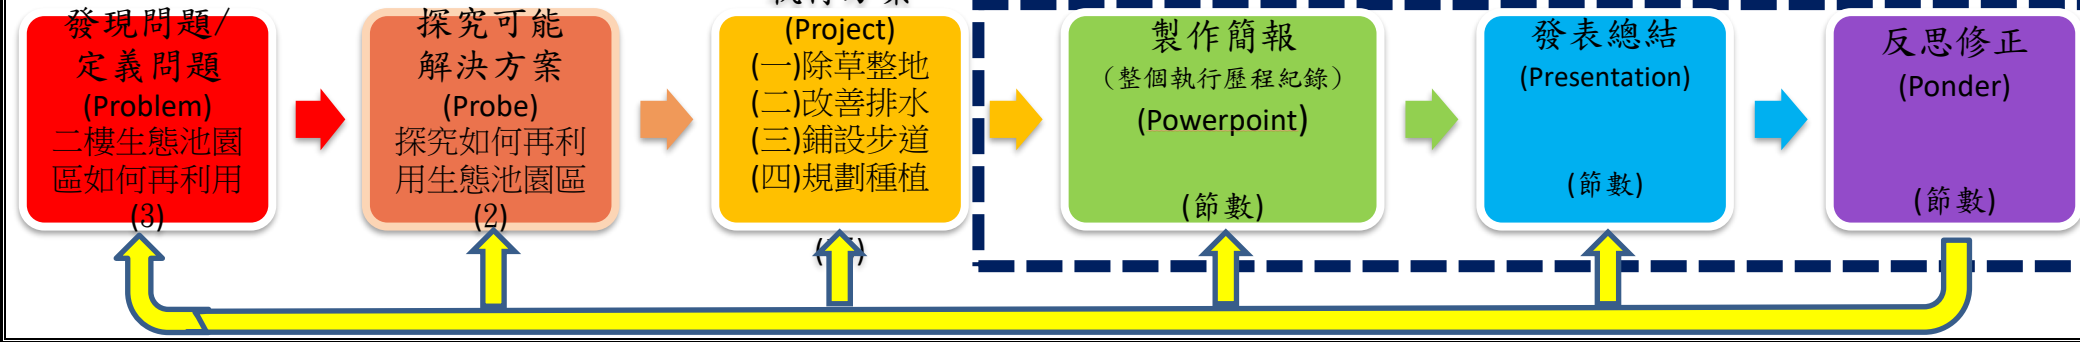 發現問題/
定義問題
(Problem)
二樓生態池園
區如何再利用
(3)
探究可能
解決方案
(Probe)
探究如何再利
用生態池園區
(2)
(Project)
(一)除草整地
(二)改善排水
(三)鋪設步道
(四)規劃種植
製作簡報
（整個執行歷程紀錄）
(Powerpoint)
(節數)
發表總結
(Presentation)
(節數)
反思修正
(Ponder)
(節數)